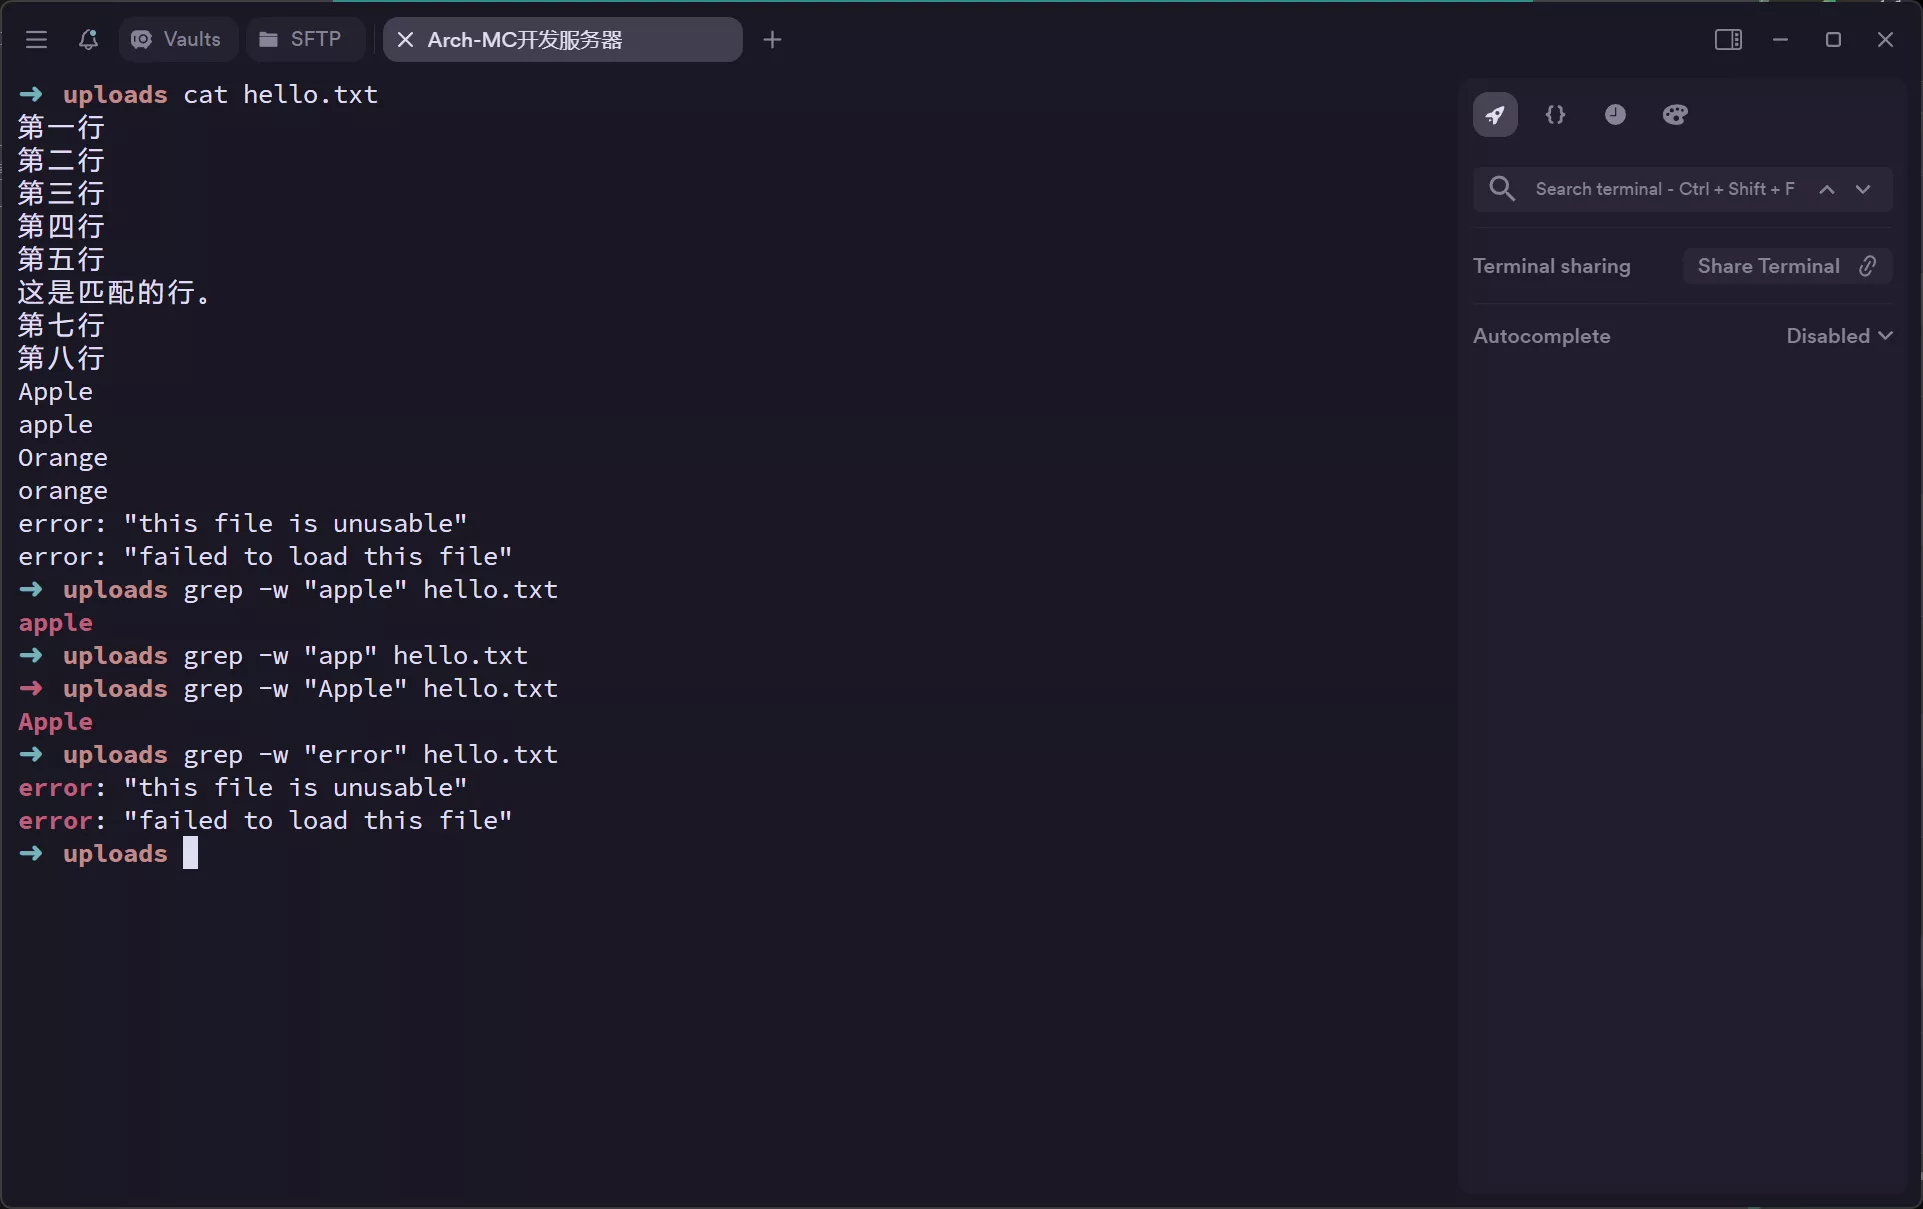 Vaults SFTP Arch-MC开发服务器
➜ uploads cat hello.txt
第一行
第二行
第三行
第四行
第五行
这是匹配的行。
第七行
第八行
Apple
apple
Orange
orange
error: "this file is unusable"
error: "failed to load this file"
➜ uploads grep -w "apple" hello.txt
apple
➜ uploads grep -w "app" hello.txt
➜ uploads grep -w "Apple" hello.txt
Apple
➜ uploads grep -w "error" hello.txt
error: "this file is unusable"
error: "failed to load this file"
➜ uploads
{}
Search terminal - Ctrl + Shift + F
Terminal sharing Share Terminal
Autocomplete Disabled